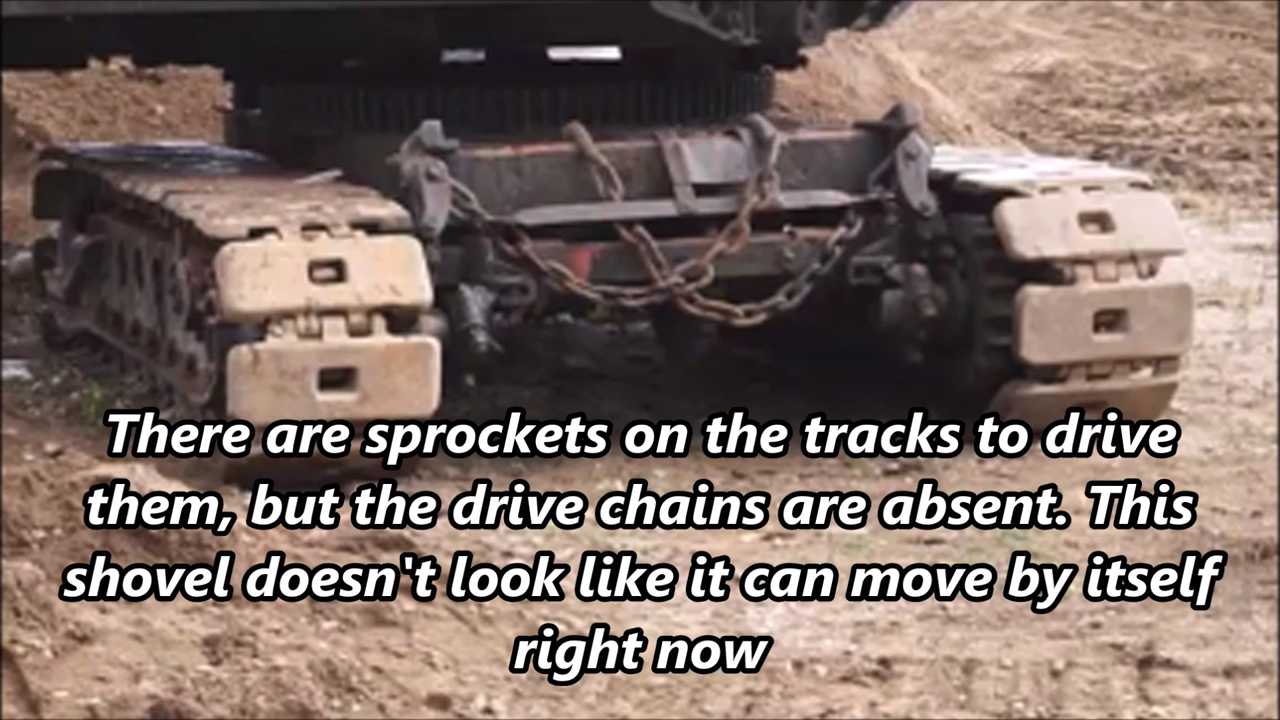 There are sprockets on the tracks to drive
them, but the drive chains are absent. This
shovel doesn't look like it can move by itself
right now